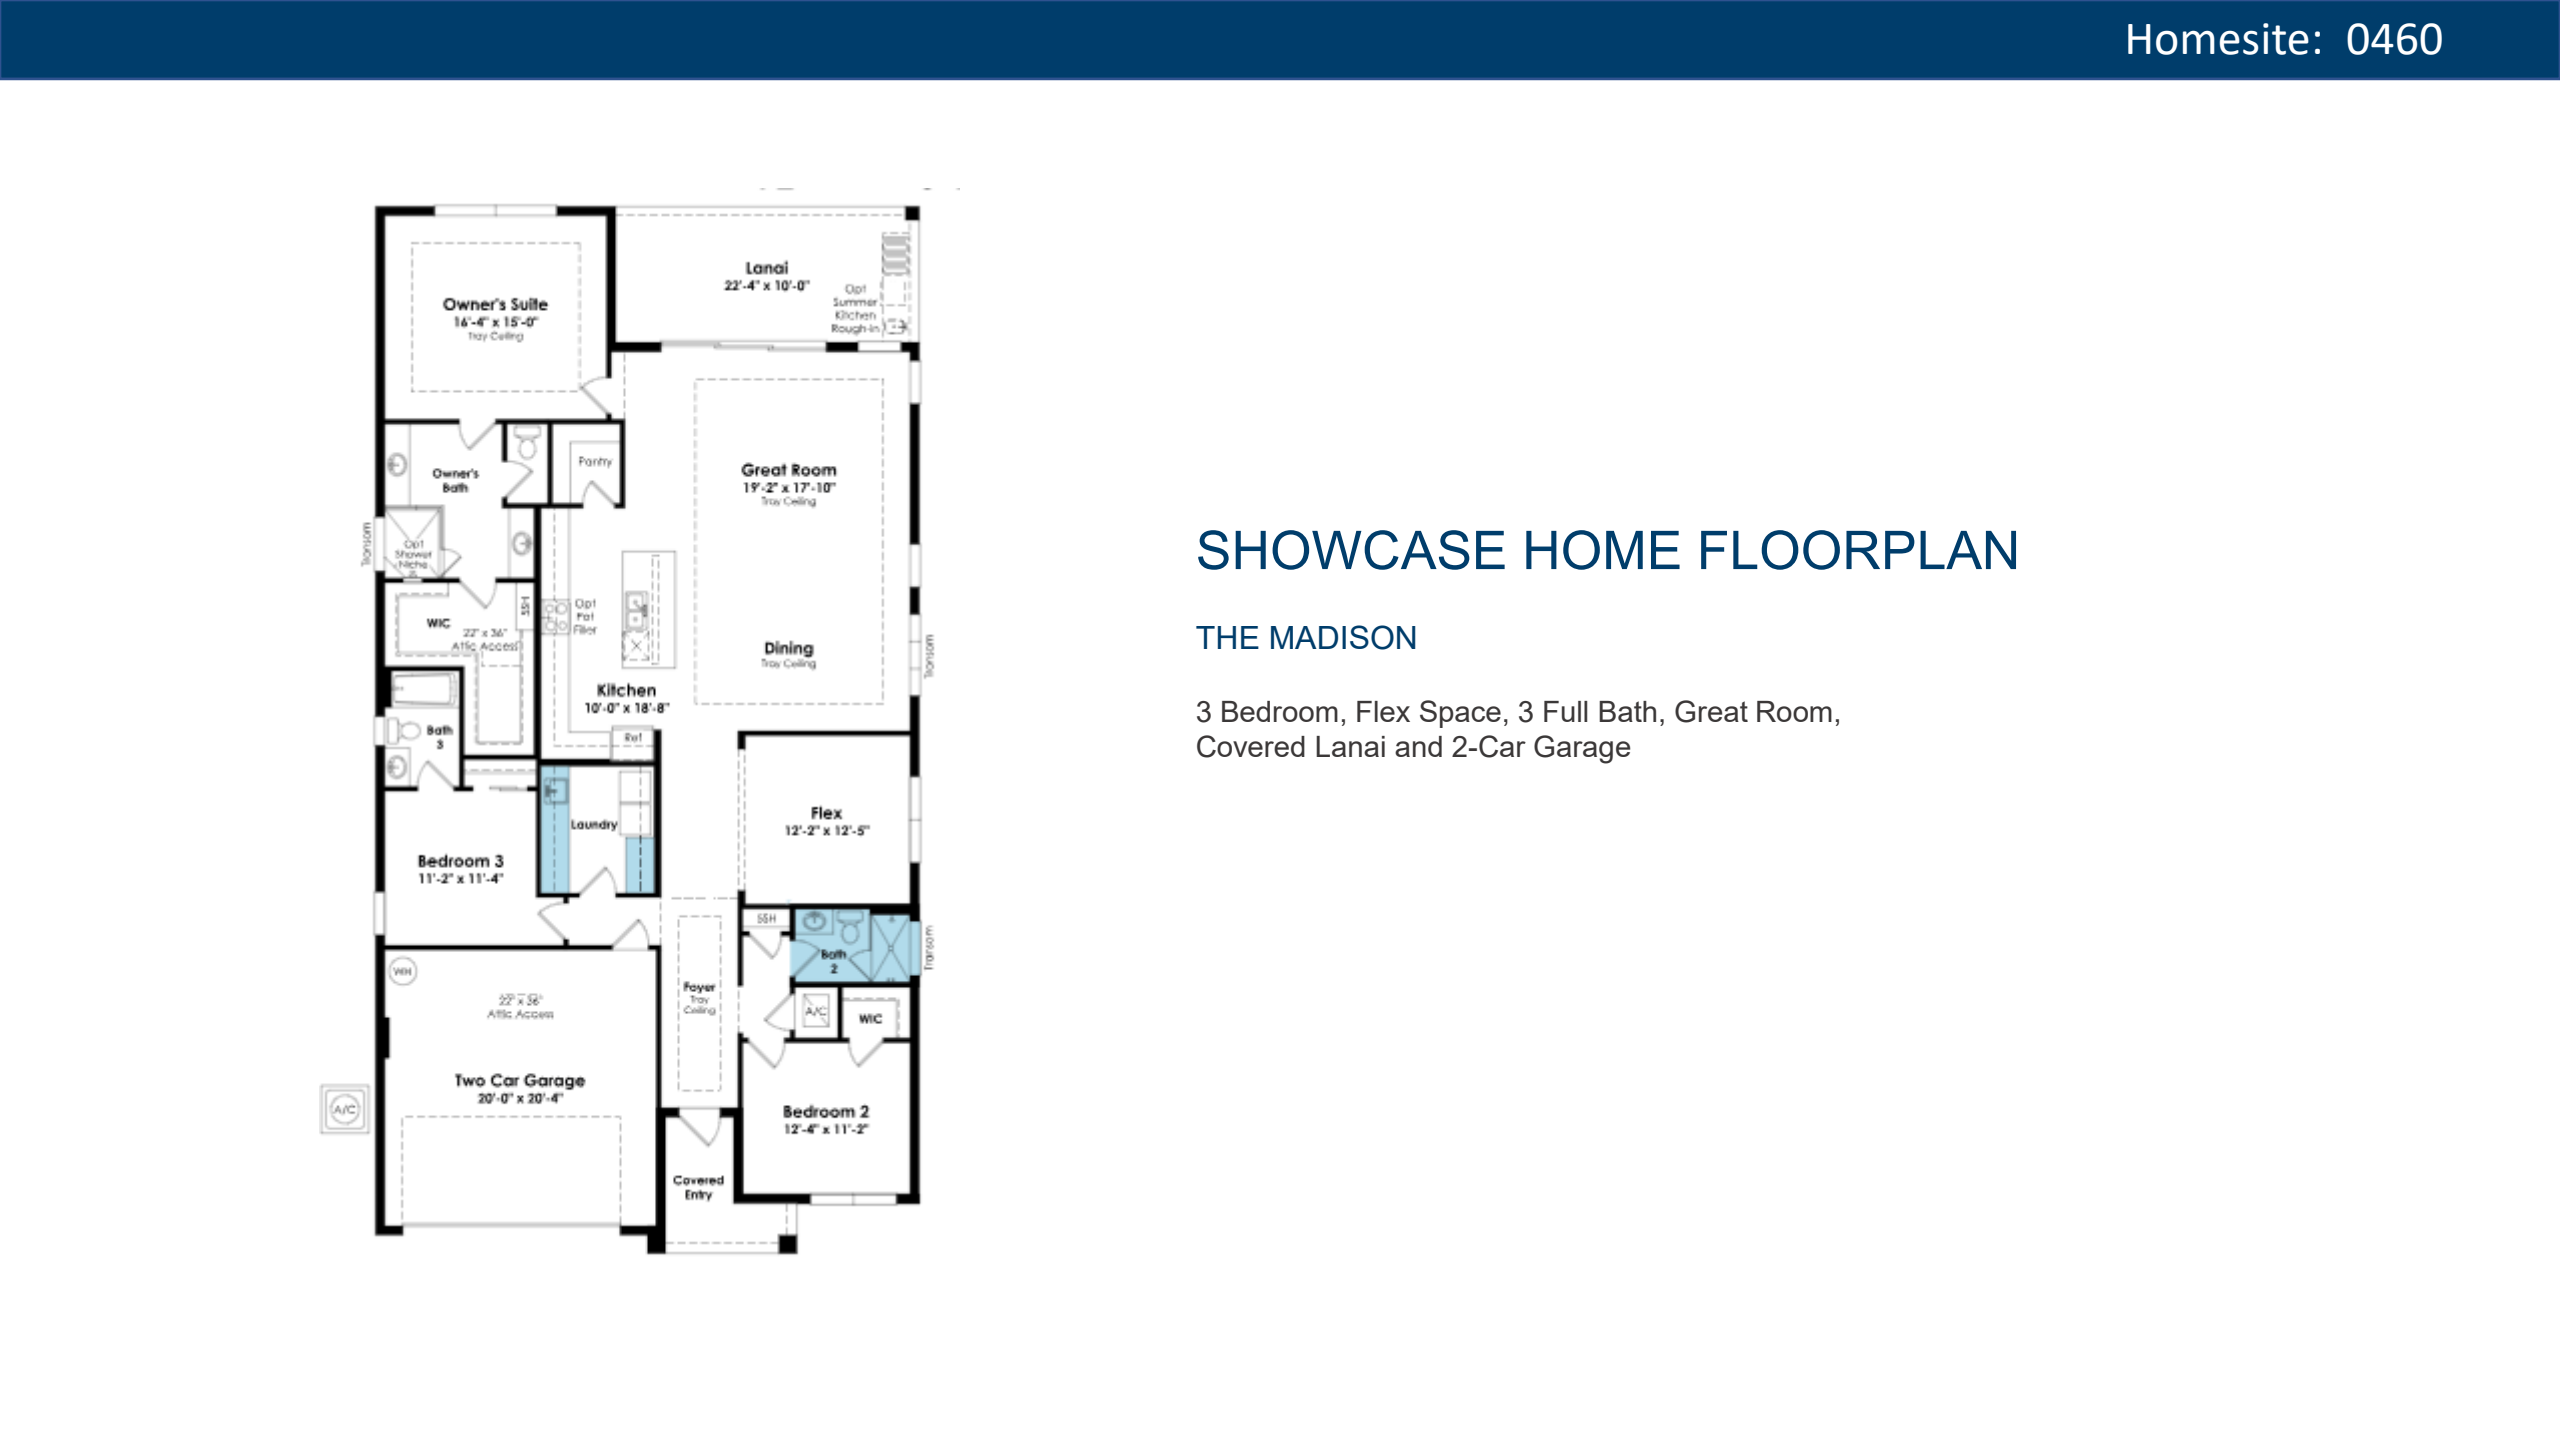 Homesite: 0460
Lanai
22'-4" x 10'-0"
Opt
Summer
Kitchen
Rough-in
Owner's Suite
16'-4" x 15'-0"
Tray Ceiling
Owner's
Bath
Pantry
Great Room
19'-2" x 17'-10"
Tray Ceiling
Transom
Opt
Shower
Niche
WIC
22" x 36"
Attic Access
SSH
Opt
Pot
Filler
Dining
Tray Ceiling
Transom
Kitchen
10'-0" x 18'-8"
Ref
Bath
3
Laundry
Flex
12'-2" x 12'-5"
Bedroom 3
11'-2" x 11'-4"
SSH
Bath
2
Transom
WH
22" x 36"
Attic Access
Foyer
Tray
Ceiling
A/C
WIC
Two Car Garage
20'-0" x 20'-4"
A/C
Bedroom 2
12'-4" x 11'-2"
Covered
Entry
SHOWCASE HOME FLOORPLAN
THE MADISON
3 Bedroom, Flex Space, 3 Full Bath, Great Room,
Covered Lanai and 2-Car Garage